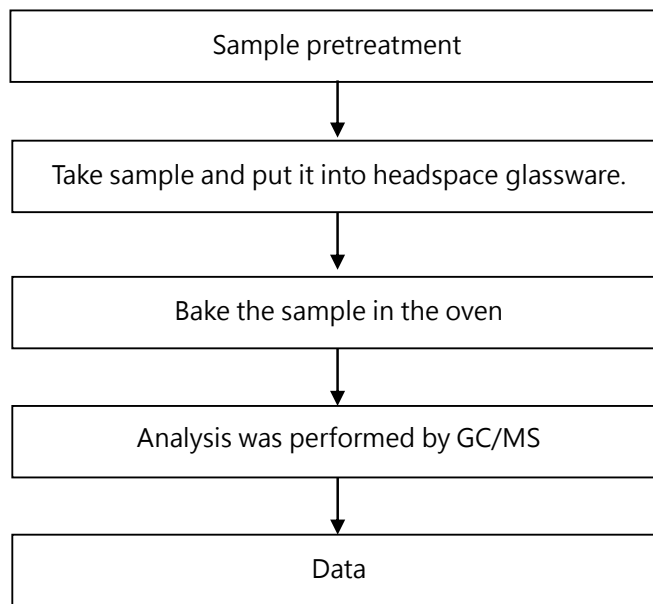 Sample pretreatment
Take sample and put it into headspace glassware.
Bake the sample in the oven
Analysis was performed by GC/MS
Data